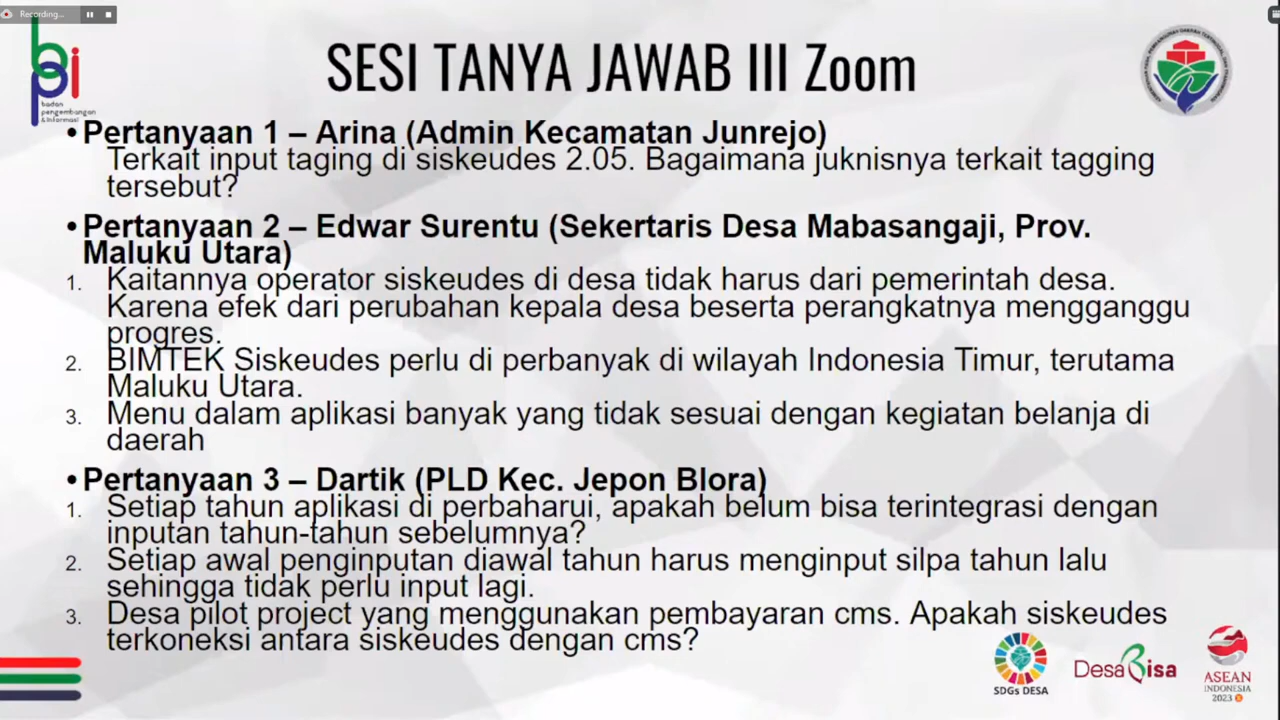 Recording...
bpi
badan
pengembangan
& informasi
SESI TANYA JAWAB III Zoom
• Pertanyaan 1 – Arina (Admin Kecamatan Junrejo)
Terkait input taging di siskeudes 2.05. Bagaimana juknisnya terkait tagging
tersebut?
• Pertanyaan 2 – Edwar Surentu (Sekertaris Desa Mabasangaji, Prov.
Maluku Utara)
1. Kaitannya operator siskeudes di desa tidak harus dari pemerintah desa.
Karena efek dari perubahan kepala desa beserta perangkatnya mengganggu
progres.
2. BIMTEK Siskeudes perlu di perbanyak di wilayah Indonesia Timur, terutama
Maluku Utara.
3. Menu dalam aplikasi banyak yang tidak sesuai dengan kegiatan belanja di
daerah
• Pertanyaan 3 – Dartik (PLD Kec. Jepon Blora)
1. Setiap tahun aplikasi di perbaharui, apakah belum bisa terintegrasi dengan
inputan tahun-tahun sebelumnya?
2. Setiap awal penginputan diawal tahun harus menginput silpa tahun lalu
sehingga tidak perlu input lagi.
3. Desa pilot project yang menggunakan pembayaran cms. Apakah siskeudes
terkoneksi antara siskeudes dengan cms?
SDGs DESA
Desa Bisa
ASEAN
INDONESIA
2023